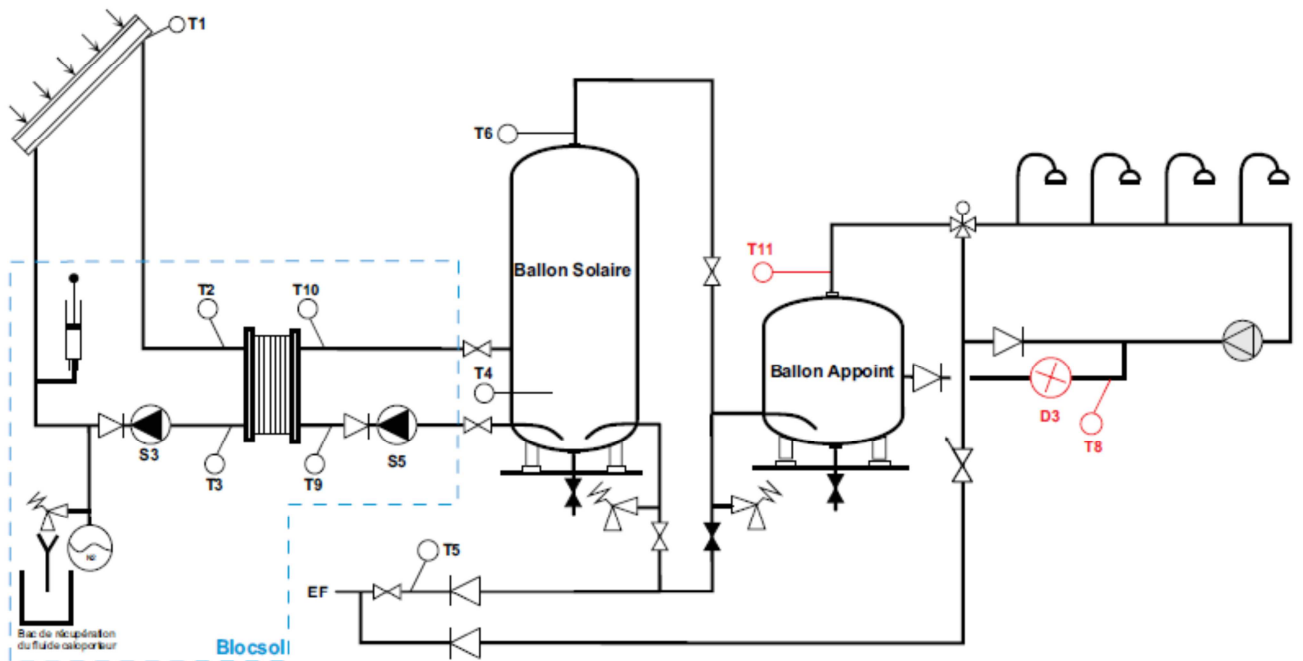 T1
T6
T11
Ballon Solaire
T2
T10
T4
Ballon Appoint
D3
T8
S3
S5
T3
T9
N2
T5
EF
Bac de récupération
du fluide caloporteur
Blocsol